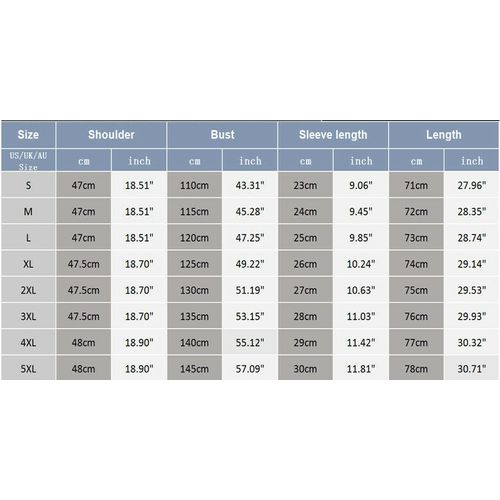 Size Shoulder Bust Sleeve length Length
US/UK/AU Size cm inch cm inch cm inch cm inch
S 47cm 18.51" 110cm 43.31" 23cm 9.06" 71cm 27.96"
M 47cm 18.51" 115cm 45.28" 24cm 9.45" 72cm 28.35"
L 47cm 18.51" 120cm 47.25" 25cm 9.85" 73cm 28.74"
XL 47.5cm 18.70" 125cm 49.22" 26cm 10.24" 74cm 29.14"
2XL 47.5cm 18.70" 130cm 51.19" 27cm 10.63" 75cm 29.53"
3XL 47.5cm 18.70" 135cm 53.15" 28cm 11.03" 76cm 29.93"
4XL 48cm 18.90" 140cm 55.12" 29cm 11.42" 77cm 30.32"
5XL 48cm 18.90" 145cm 57.09" 30cm 11.81" 78cm 30.71"